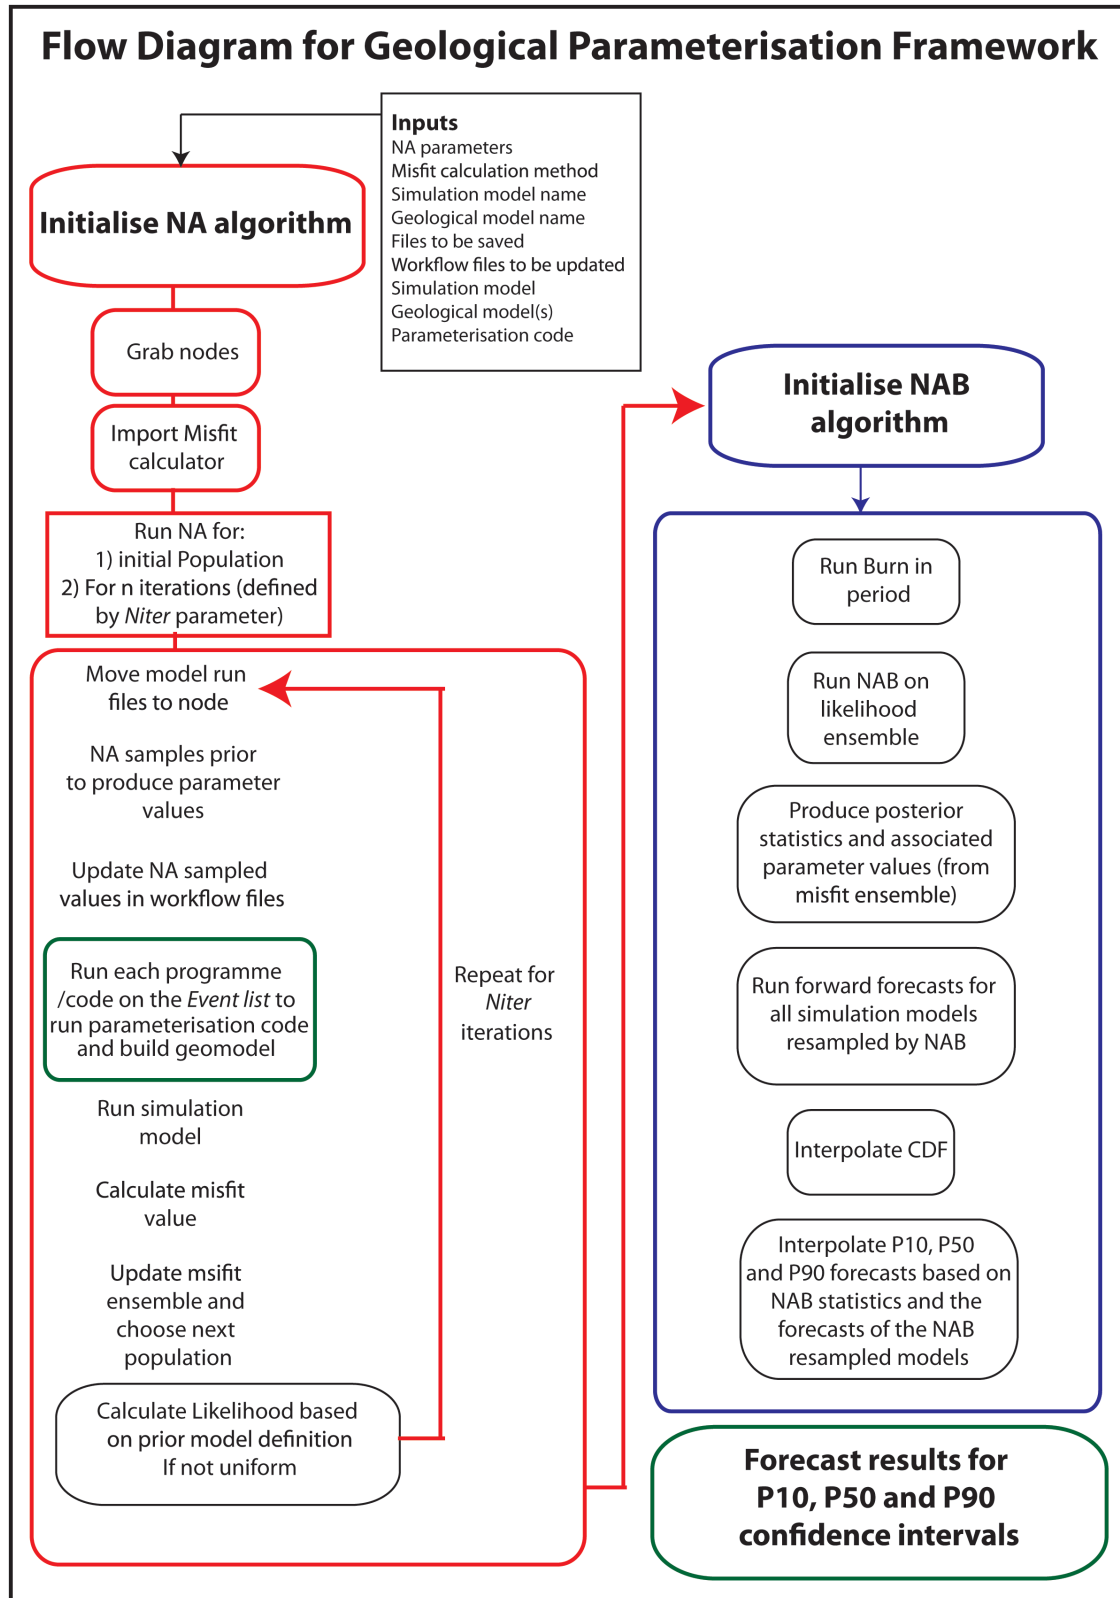 Flow Diagram for Geological Parameterisation Framework
Inputs
NA parameters
Misfit calculation method
Simulation model name
Geological model name
Files to be saved
Workflow files to be updated
Simulation model
Geological model(s)
Parameterisation code
Initialise NA algorithm
Grab nodes
Import Misfit
calculator
Run NA for:
1) initial Population
2) For n iterations (defined
by Niter parameter)
Move model run
files to node
NA samples prior
to produce parameter
values
Update NA sampled
values in workflow files
Run each programme
/code on the Event list to
run parameterisation code
and build geomodel
Run simulation
model
Calculate misfit
value
Update msifit
ensemble and
choose next
population
Calculate Likelihood based
on prior model definition
If not uniform
Repeat for
Niter
iterations
Initialise NAB
algorithm
Run Burn in
period
Run NAB on
likelihood
ensemble
Produce posterior
statistics and associated
parameter values (from
misfit ensemble)
Run forward forecasts for
all simulation models
resampled by NAB
Interpolate CDF
Interpolate P10, P50
and P90 forecasts based on
NAB statistics and the
forecasts of the NAB
resampled models
Forecast results for
P10, P50 and P90
confidence intervals